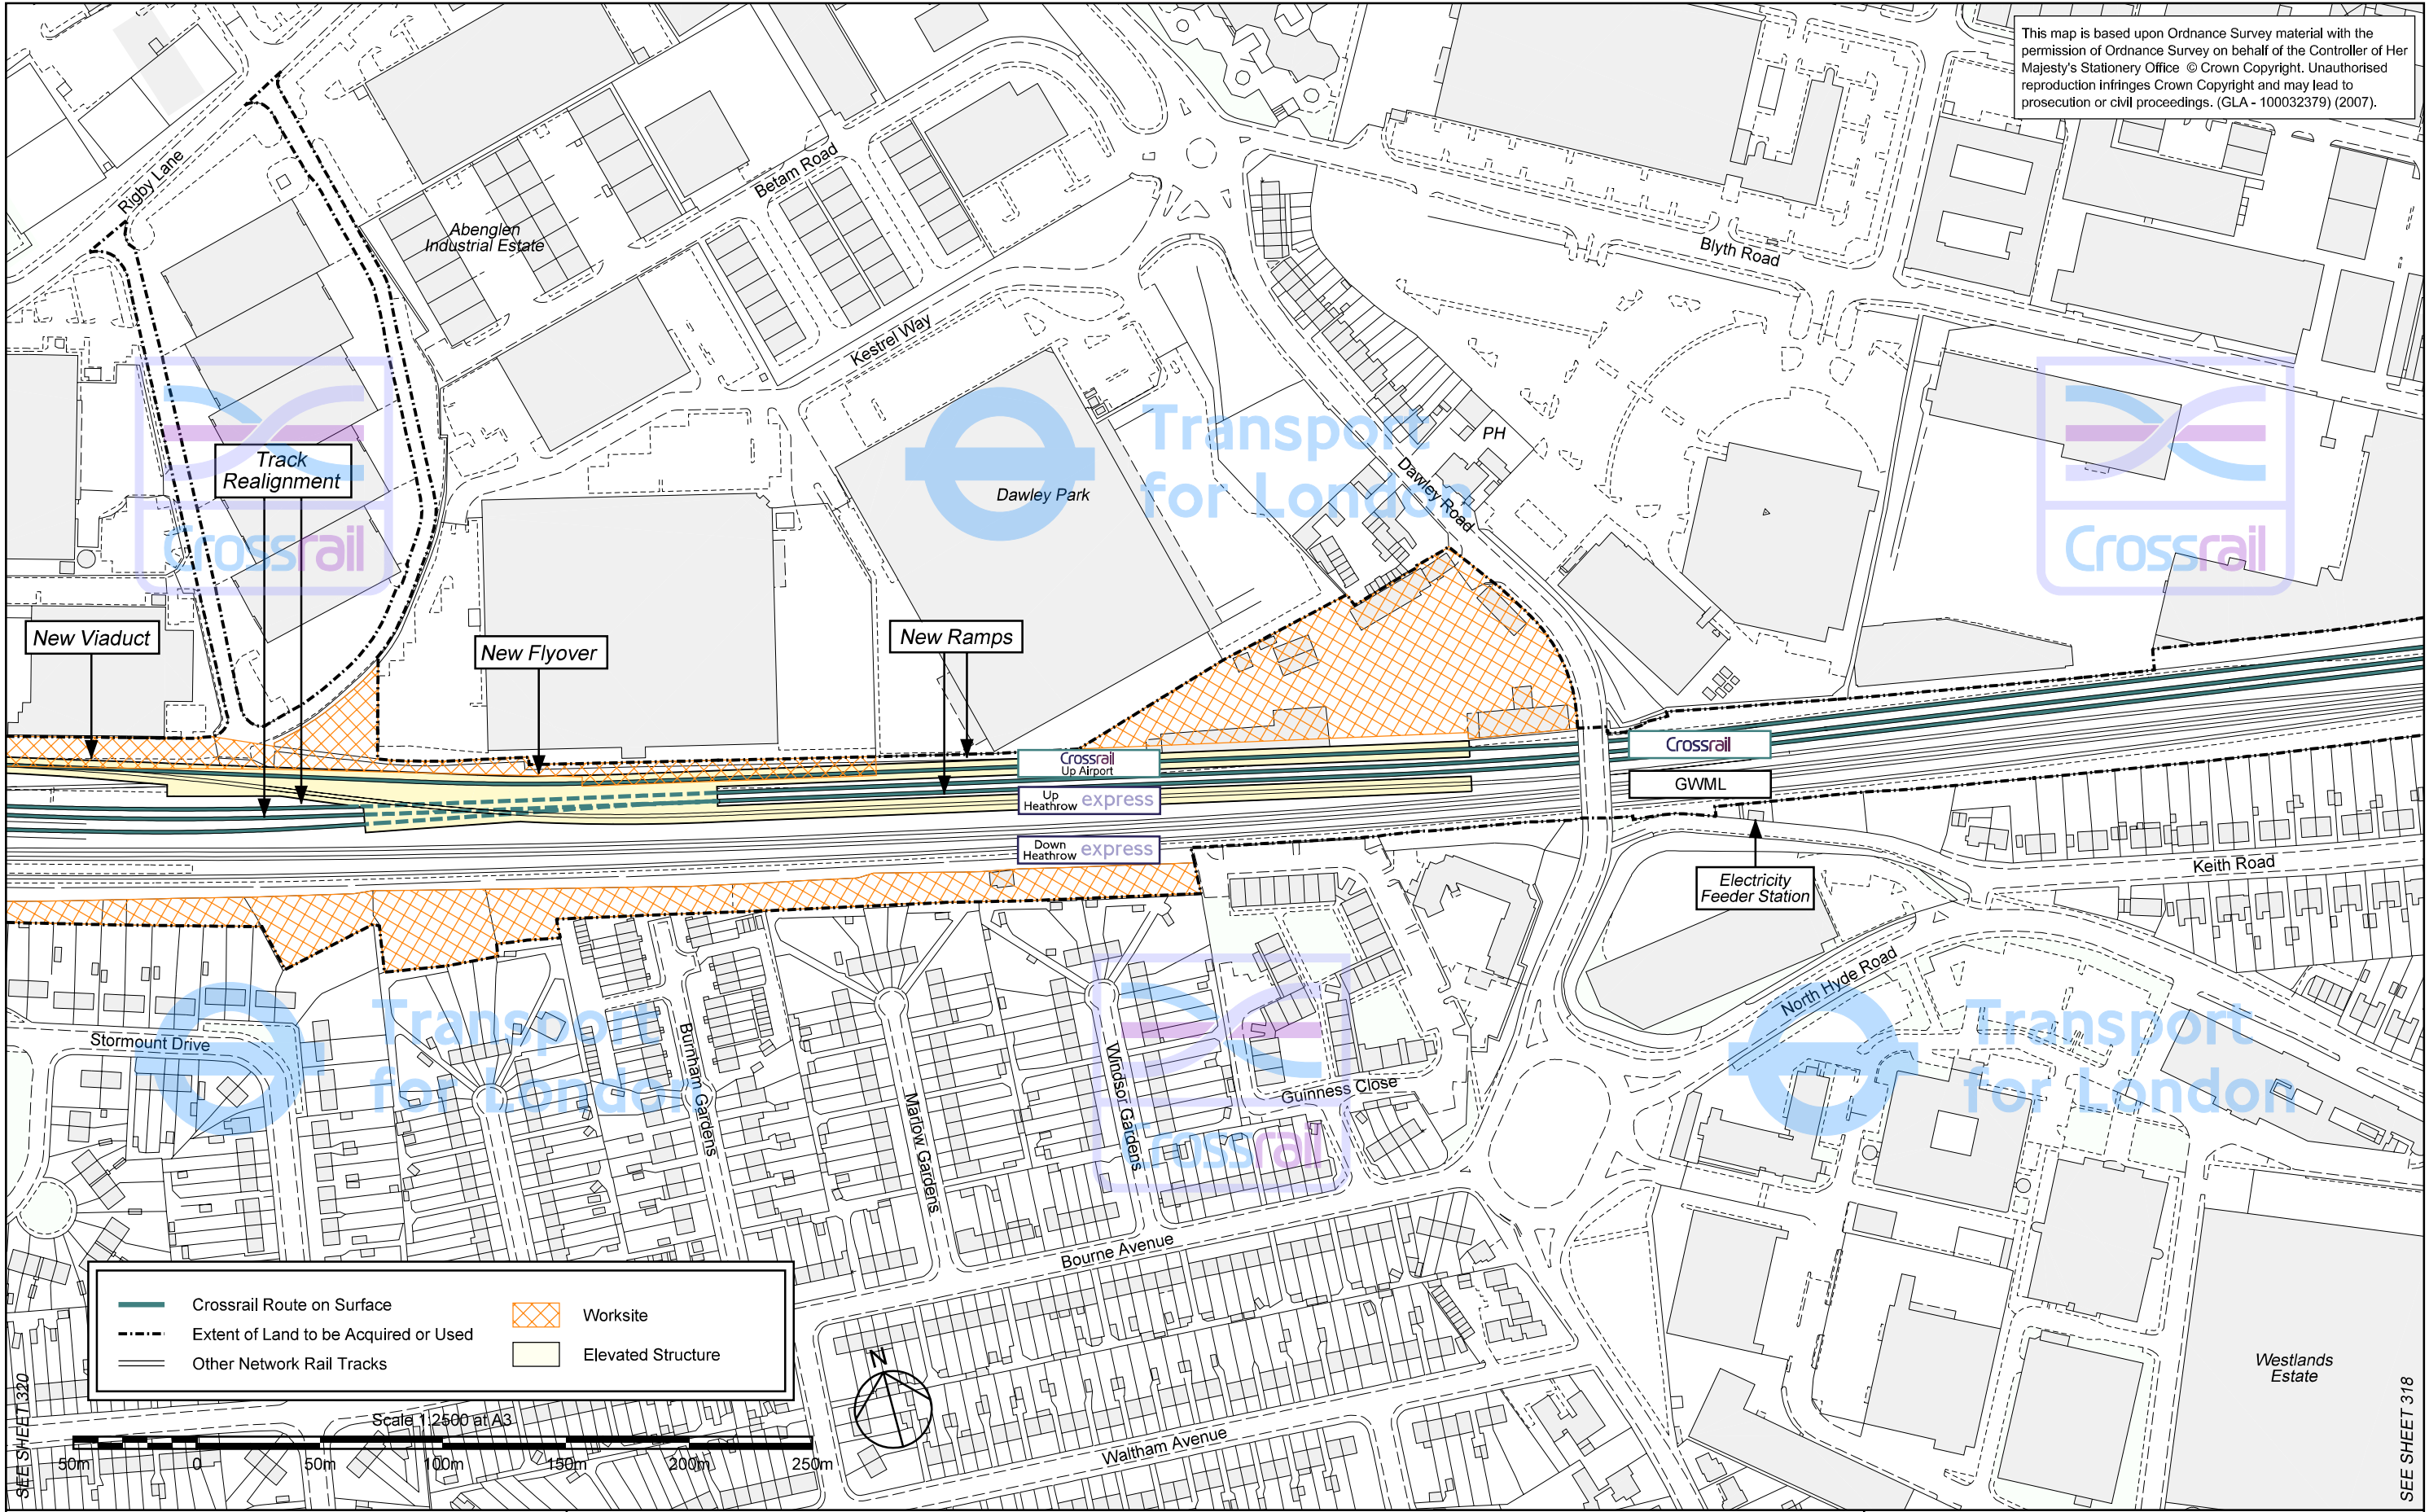 This map is based upon Ordnance Survey material with the
permission of Ordnance Survey on behalf of the Controller of Her
Majesty's Stationery Office © Crown Copyright. Unauthorised
reproduction infringes Crown Copyright and may lead to
prosecution or civil proceedings. (GLA - 100032379) (2007).
Rigby Lane
Betam Road
Abenglen
Industrial Estate
Blyth Road
Kestrel Way
Transport
for London
PH
Track
Realignment
Dawley Park
Dawley Road
Crossrail
Crossrail
New Viaduct
New Flyover
New Ramps
Crossrail
Crossrail
Up Airport
GWML
Up
Heathrow express
Down
Heathrow express
Keith Road
Electricity
Feeder Station
North Hyde Road
Transport
for London
Transport
for London
Stormount Drive
Burnham Gardens
Marlow Gardens
Windsor Gardens
Guinness Close
Crossrail
Bourne Avenue
Crossrail Route on Surface
Extent of Land to be Acquired or Used
Other Network Rail Tracks
Worksite
Elevated Structure
N
Westlands
Estate
Waltham Avenue
Scale 1:2500 at A3
50m 0 50m 100m 150m 200m 250m
SEE SHEET 320
SEE SHEET 318